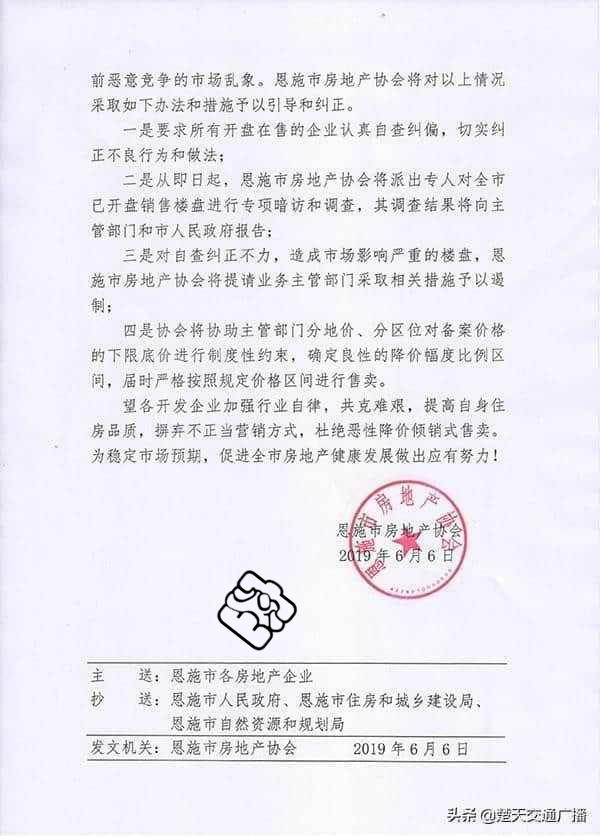 前恶意竞争的市场乱象。恩施市房地产协会将对以上情况
采取如下办法和措施予以引导和纠正。
一是要求所有开盘在售的企业认真自查纠偏，切实纠
正不良行为和做法；
二是从即日起，恩施市房地产协会将派出专人对全市
已开盘销售楼盘进行专项暗访和调查，其调查结果将向主
管部门和市人民政府报告；
三是对自查纠正不力，造成市场影响严重的楼盘，恩
施市房地产协会将提请业务主管部门采取相关措施予以遏
制；
四是协会将协助主管部门分地价、分区位对备案价格
的下限底价进行制度性约束，确定良性的降价幅度比例区
间，届时严格按照规定价格区间进行售卖。
望各开发企业加强行业自律，共克难艰，提高自身住
房品质，摒弃不正当营销方式，杜绝恶性降价倾销式售卖。
为稳定市场预期，促进全市房地产健康发展做出应有努力！
恩施市房地产协会
2019年6月6日
恩施市房地产协会
主　送：恩施市各房地产企业
抄　送：恩施市人民政府、恩施市住房和城乡建设局、
恩施市自然资源和规划局
发文机关：恩施市房地产协会　2019年6月6日
头条 @楚天交通广播